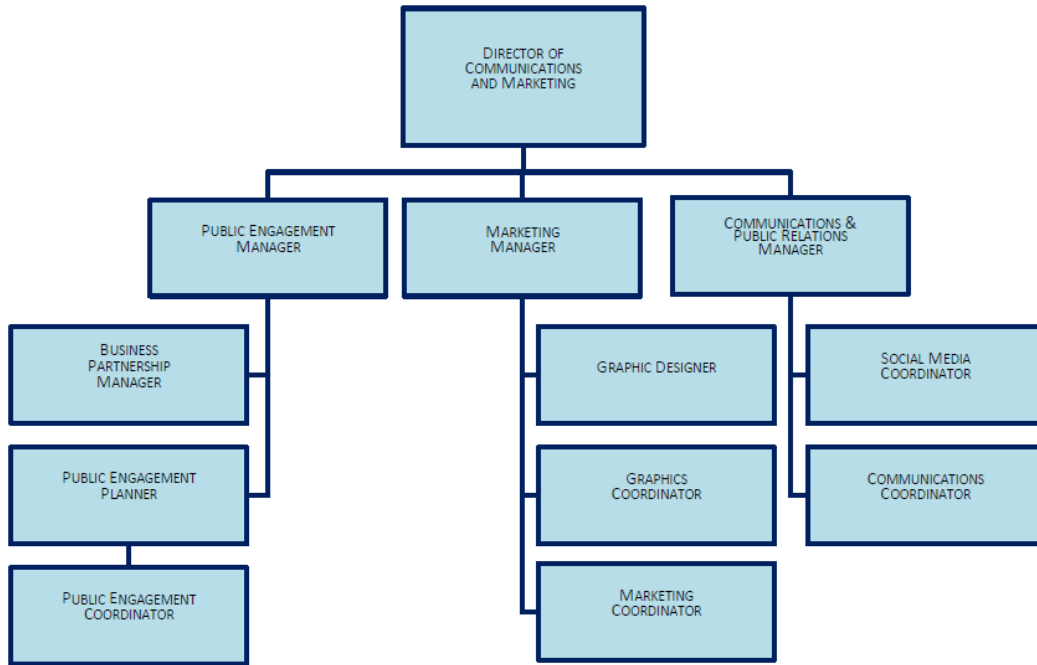 DIRECTOR OF
COMMUNICATIONS
AND MARKETING
PUBLIC ENGAGEMENT
MANAGER
MARKETING
MANAGER
COMMUNICATIONS &
PUBLIC RELATIONS
MANAGER
BUSINESS
PARTNERSHIP
MANAGER
PUBLIC ENGAGEMENT
PLANNER
PUBLIC ENGAGEMENT
COORDINATOR
GRAPHIC DESIGNER
GRAPHICS
COORDINATOR
MARKETING
COORDINATOR
SOCIAL MEDIA
COORDINATOR
COMMUNICATIONS
COORDINATOR